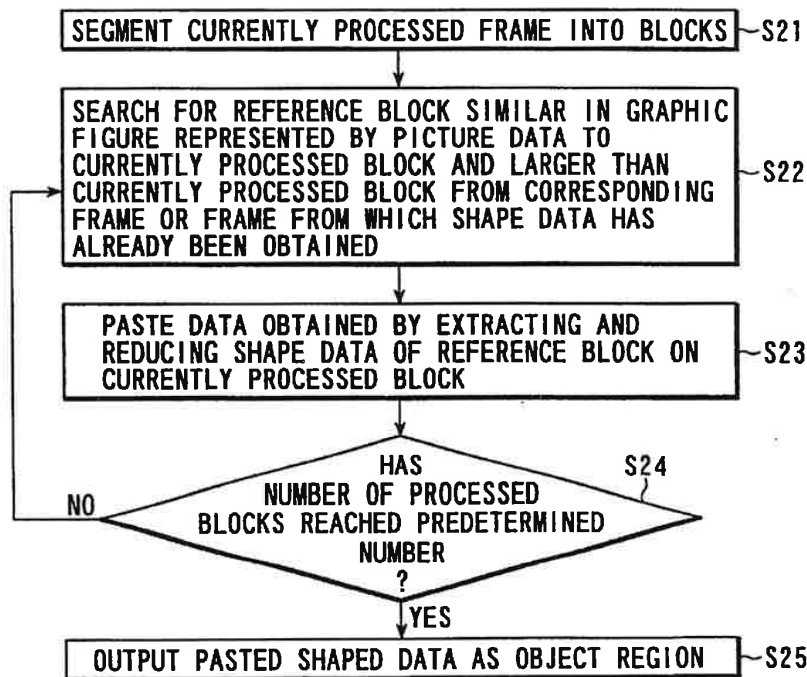 SEGMENT CURRENTLY PROCESSED FRAME INTO BLOCKS
S21
SEARCH FOR REFERENCE BLOCK SIMILAR IN GRAPHIC
FIGURE REPRESENTED BY PICTURE DATA TO
CURRENTLY PROCESSED BLOCK AND LARGER THAN
CURRENTLY PROCESSED BLOCK FROM CORRESPONDING
FRAME OR FRAME FROM WHICH SHAPE DATA HAS
ALREADY BEEN OBTAINED
S22
PASTE DATA OBTAINED BY EXTRACTING AND
REDUCING SHAPE DATA OF REFERENCE BLOCK ON
CURRENTLY PROCESSED BLOCK
S23
HAS
NUMBER OF PROCESSED
BLOCKS REACHED PREDETERMINED
NUMBER
?
S24
NO
YES
OUTPUT PASTED SHAPED DATA AS OBJECT REGION
S25